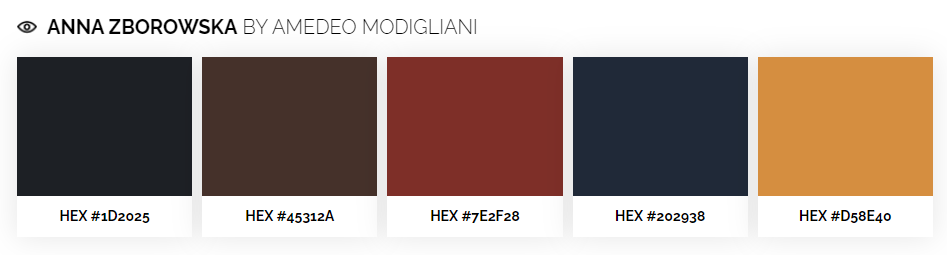 ANNA ZBOROWSKA BY AMEDEO MODIGLIANI
HEX #1D2025
HEX #45312A
HEX #7E2F28
HEX #202938
HEX #D58E40